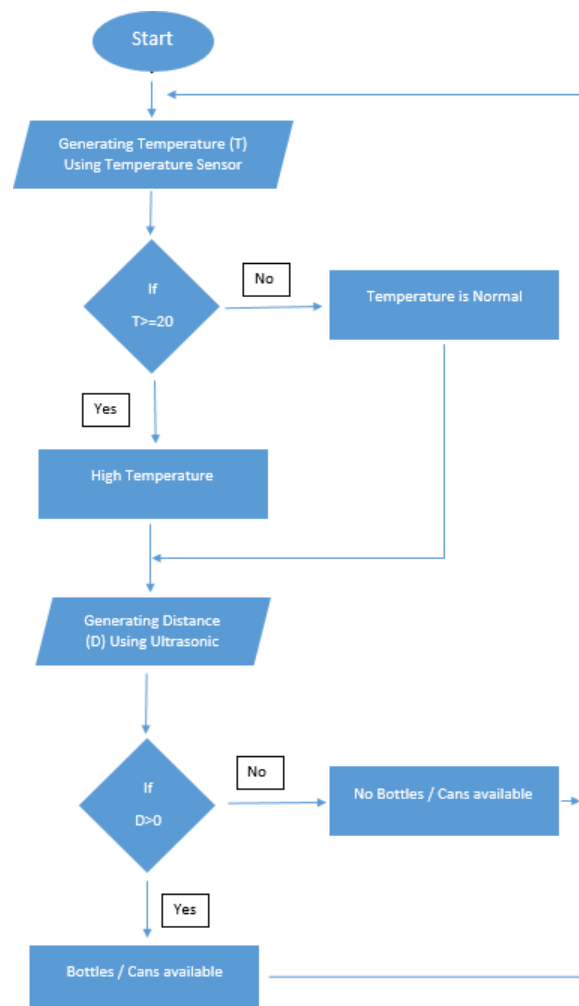 Start
Generating Temperature (T)
Using Temperature Sensor
If
T>=20
No
Temperature is Normal
Yes
High Temperature
Generating Distance
(D) Using Ultrasonic
If
D>0
No
No Bottles / Cans available
Yes
Bottles / Cans available